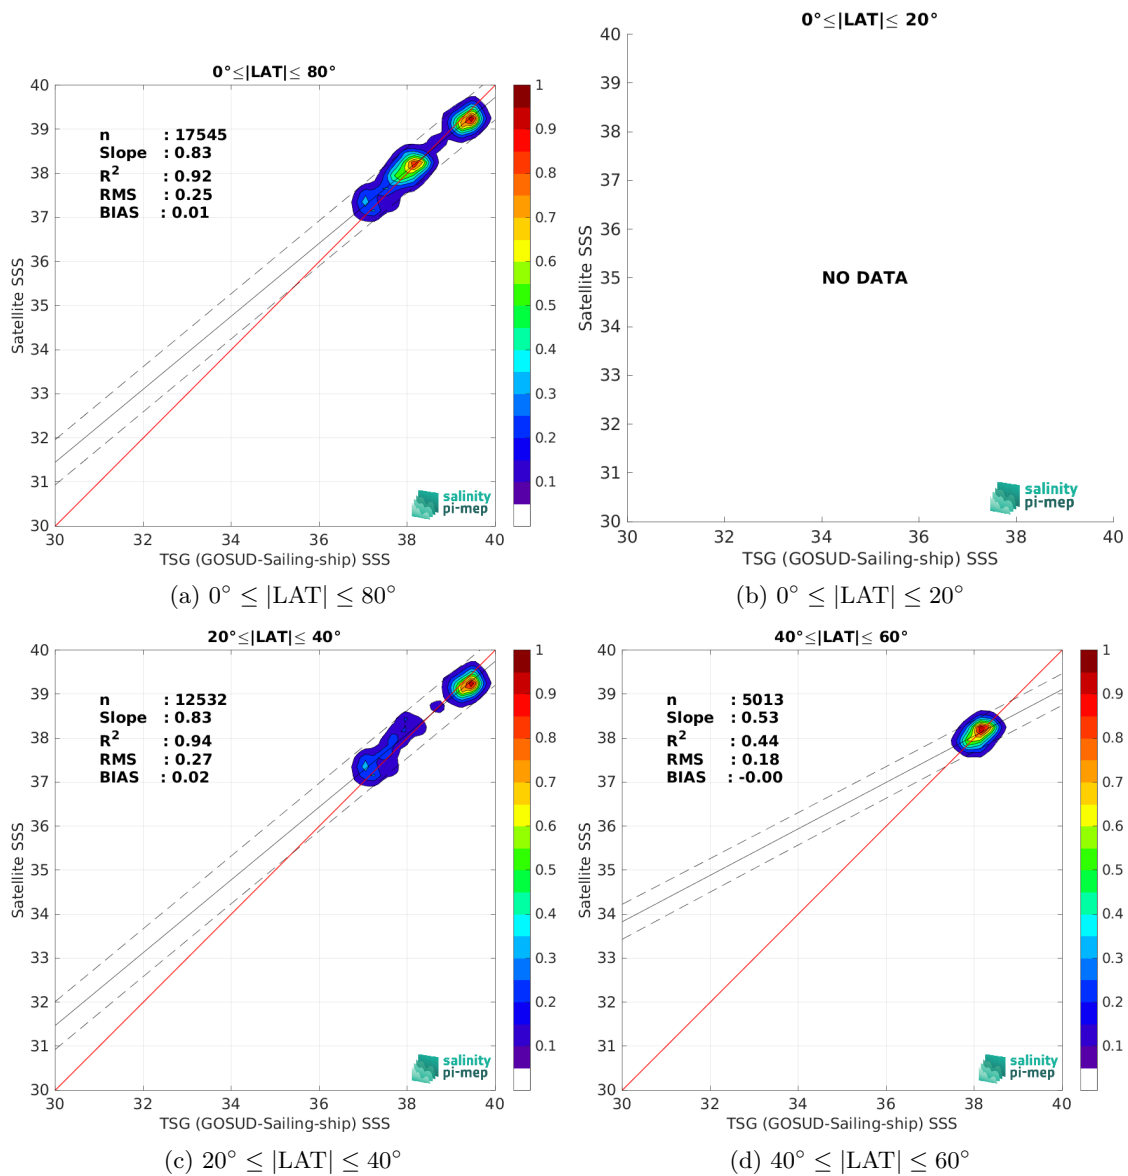 0°≤|LAT|≤ 80°
40
39
38
37
36
35
34
33
32
31
30
Satellite SSS
n : 17545
Slope : 0.83
R² : 0.92
RMS : 0.25
BIAS : 0.01
salinity
pi-mep
30 32 34 36 38 40
TSG (GOSUD-Sailing-ship) SSS
1
0.9
0.8
0.7
0.6
0.5
0.4
0.3
0.2
0.1
(a) 0° ≤ |LAT| ≤ 80°
0°≤|LAT|≤ 20°
40
39
38
37
36
35
34
33
32
31
30
Satellite SSS
NO DATA
salinity
pi-mep
30 32 34 36 38 40
TSG (GOSUD-Sailing-ship) SSS
(b) 0° ≤ |LAT| ≤ 20°
20°≤|LAT|≤ 40°
40
39
38
37
36
35
34
33
32
31
30
Satellite SSS
n : 12532
Slope : 0.83
R² : 0.94
RMS : 0.27
BIAS : 0.02
salinity
pi-mep
30 32 34 36 38 40
TSG (GOSUD-Sailing-ship) SSS
1
0.9
0.8
0.7
0.6
0.5
0.4
0.3
0.2
0.1
(c) 20° ≤ |LAT| ≤ 40°
40°≤|LAT|≤ 60°
40
39
38
37
36
35
34
33
32
31
30
Satellite SSS
n : 5013
Slope : 0.53
R² : 0.44
RMS : 0.18
BIAS : -0.00
salinity
pi-mep
30 32 34 36 38 40
TSG (GOSUD-Sailing-ship) SSS
1
0.9
0.8
0.7
0.6
0.5
0.4
0.3
0.2
0.1
(d) 40° ≤ |LAT| ≤ 60°